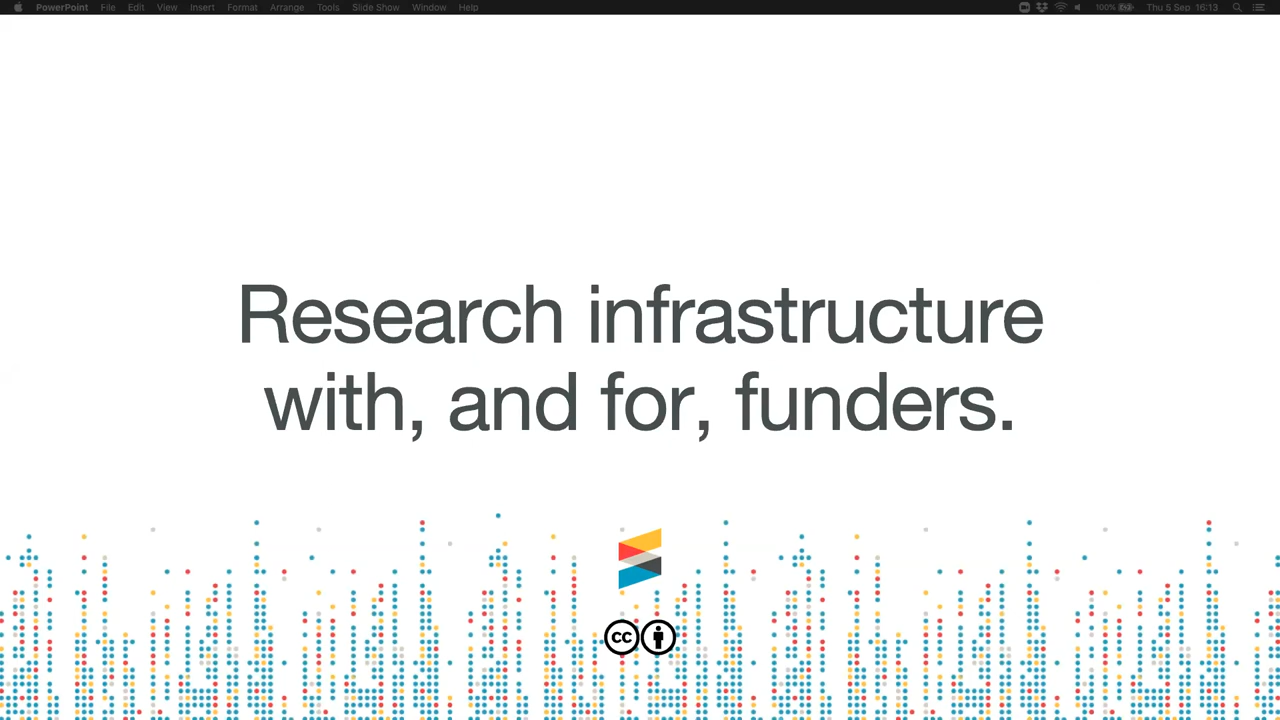 PowerPoint File Edit View Insert Format Arrange Tools Slide Show Window Help 100% Thu 5 Sep 16:13
Research infrastructure
with, and for, funders.
cc